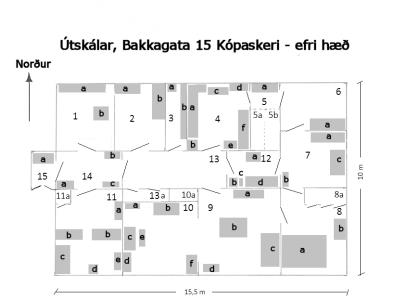 Útskálar, Bakkagata 15 Kópaskeri - efri hæð
Norður
a a a a d a
c
b b a 5 6
1 b 2 3 4 5a 5b a
f a
b e 7
a b 13 a 12 c
15 14 c
a c b d b
11a 11 13a 10a a 8a
a b 10 9 8
b b c b b
e
c a
d b d f d c
10 m
15,5 m